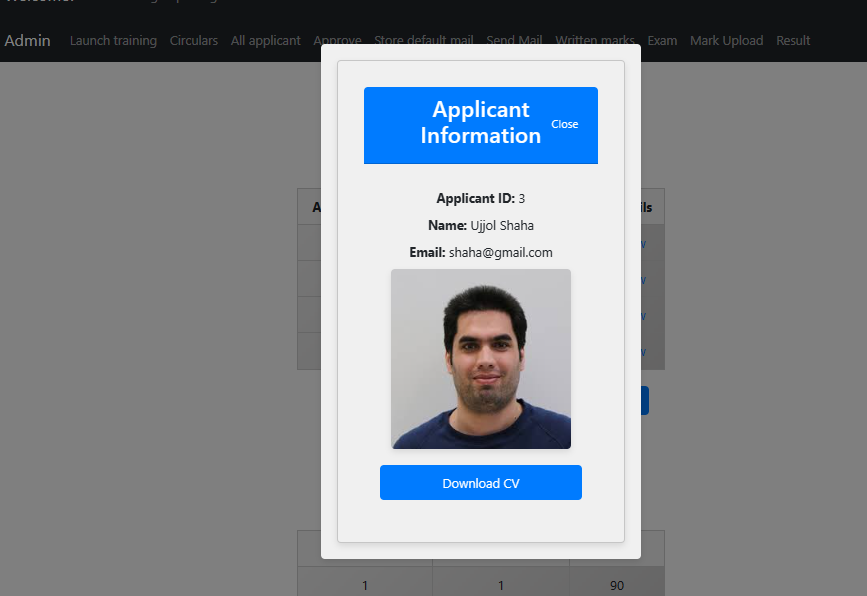 Admin Launch training Circulars All applicant Approve Store default mail Send Mail Written marks Exam Mark Upload Result
Applicant
Information
Close
Applicant ID: 3
Name: Ujjol Shaha
Email: shaha@gmail.com
Download CV
1 1 90